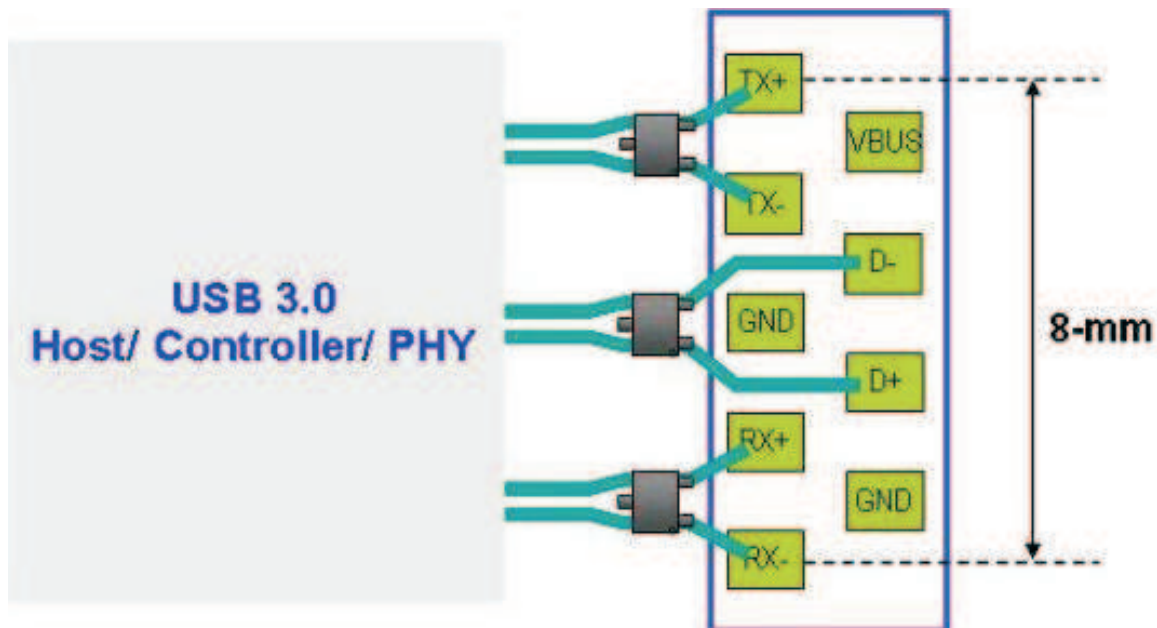 USB 3.0
Host/ Controller/ PHY
TX+
VBUS
TX-
D-
GND
D+
RX+
GND
RX-
8-mm